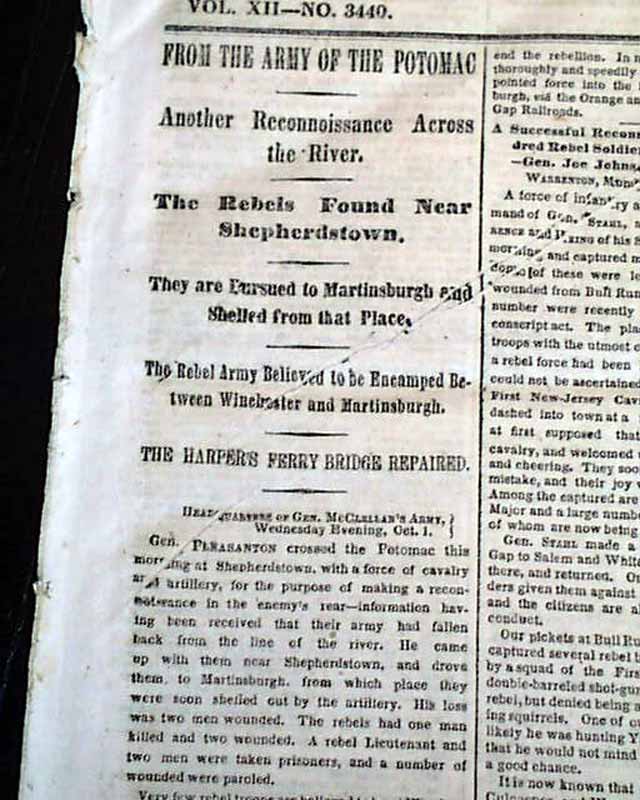 VOL. XII—NO. 3440.
FROM THE ARMY OF THE POTOMAC
Another Reconnoissance Across
the River.
The Rebels Found Near
Shepherdstown.
They are Pursued to Martinsburgh and
Shelled from that Place.
The Rebel Army Believed to be Encamped Be-
tween Winchester and Martinsburgh.
THE HARPER'S FERRY BRIDGE REPAIRED.
HEADQUARTERS OF GEN. MCCLELLAN'S ARMY,
Wednesday Evening, Oct. 1.
Gen. PLEASANTON crossed the Potomac this
morning at Shepherdstown, with a force of cavalry
and artillery, for the purpose of making a recon-
noissance in the enemy's rear—information hav-
ing been received that their army had fallen
back from the line of the river. He came
up with them near Shepherdstown, and drove
them to Martinsburgh, from which place they
were soon shelled out by the artillery. His loss
was two men wounded. The rebels had one man
killed and two wounded. A rebel Lieutenant and
two men were taken prisoners, and a number of
wounded were paroled.
Very few rebel troops are
end the rebellion. In
thoroughly and speedily
pointed force into the
burgh, via the Orange and
Gap Railroads.
A Successful Reconn
dred Rebel Soldier
—Gen. Joe Johns
WARRENTON,
A force of infantry
mand of Gen. STAHL,
of his
morning and captured
of these were
wounded from Bull Run
number were recently
conscript act. The
troops with the utmost
a rebel force had been
could not be ascertained
First New-Jersey Cav
dashed into town at a
at first supposed that
cavalry, and welcomed
and cheering. They soon
mistake, and their joy
Among the captured are
Major and a large number
of whom are now being
Gen. STAHL made a
Gap to Salem and White
there, and returned.
ders given them against
and the citizens are
conduct.
Our pickets at Bull Run
captured several rebel
by a squad of the First
double-barreled shot-gun
rebel, but denied being a
ing squirrels. One of
likely he was hunting
that he would not mind
a good chance.
It is now known that